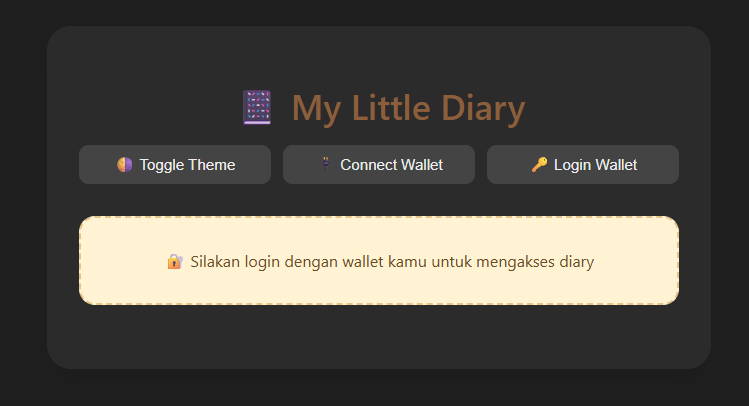 My Little Diary
Toggle Theme
Connect Wallet
Login Wallet
Silakan login dengan wallet kamu untuk mengakses diary